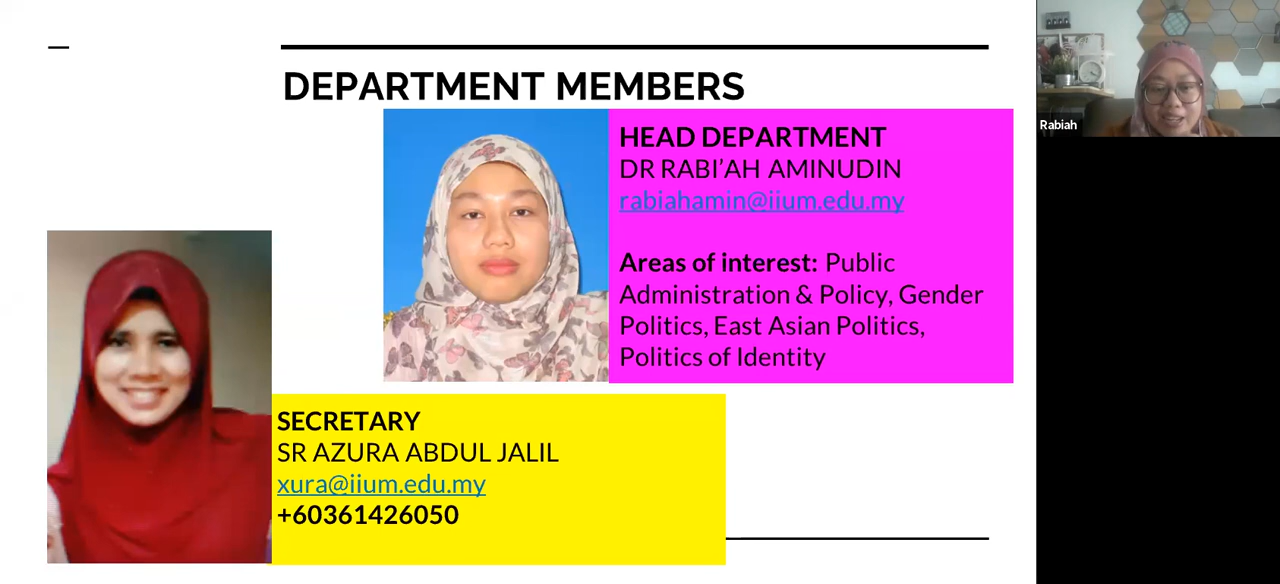 DEPARTMENT MEMBERS
HEAD DEPARTMENT
DR RABI’AH AMINUDIN
rabiahamin@iium.edu.my
Areas of interest: Public
Administration & Policy, Gender
Politics, East Asian Politics,
Politics of Identity
SECRETARY
SR AZURA ABDUL JALIL
xura@iium.edu.my
+60361426050
Rabiah